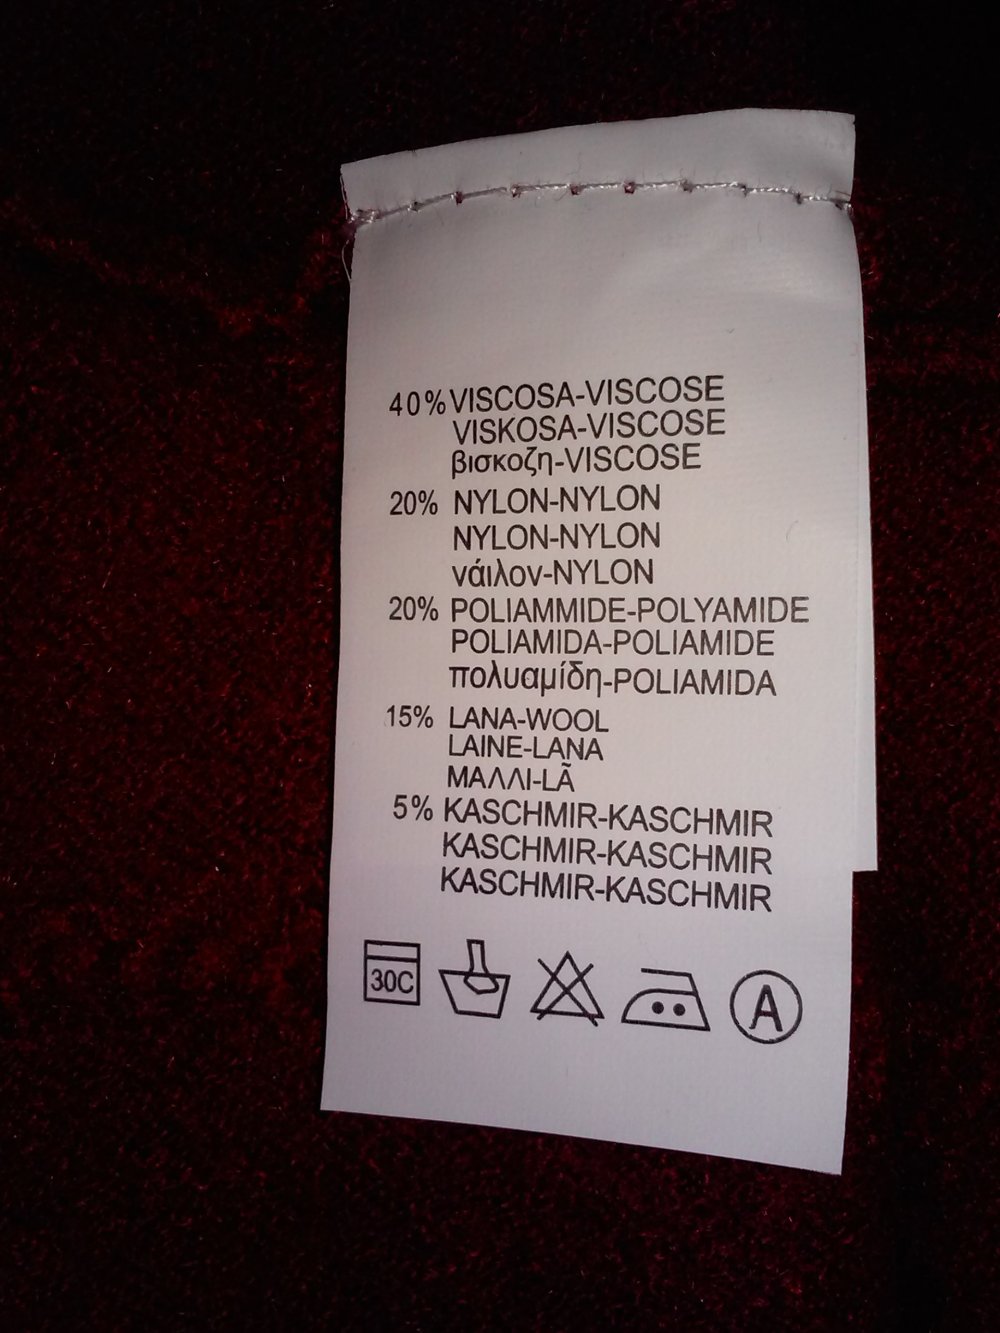 40% VISCOSA-VISCOSE
VISKOSA-VISCOSE
βισκοζη-VISCOSE
20% NYLON-NYLON
NYLON-NYLON
νάιλον-NYLON
20% POLIAMMIDE-POLYAMIDE
POLIAMIDA-POLIAMIDE
πολυαμίδη-POLIAMIDA
15% LANA-WOOL
LAINE-LANA
ΜΑΛΛΙ-LÃ
5% KASCHMIR-KASCHMIR
KASCHMIR-KASCHMIR
KASCHMIR-KASCHMIR
30C A